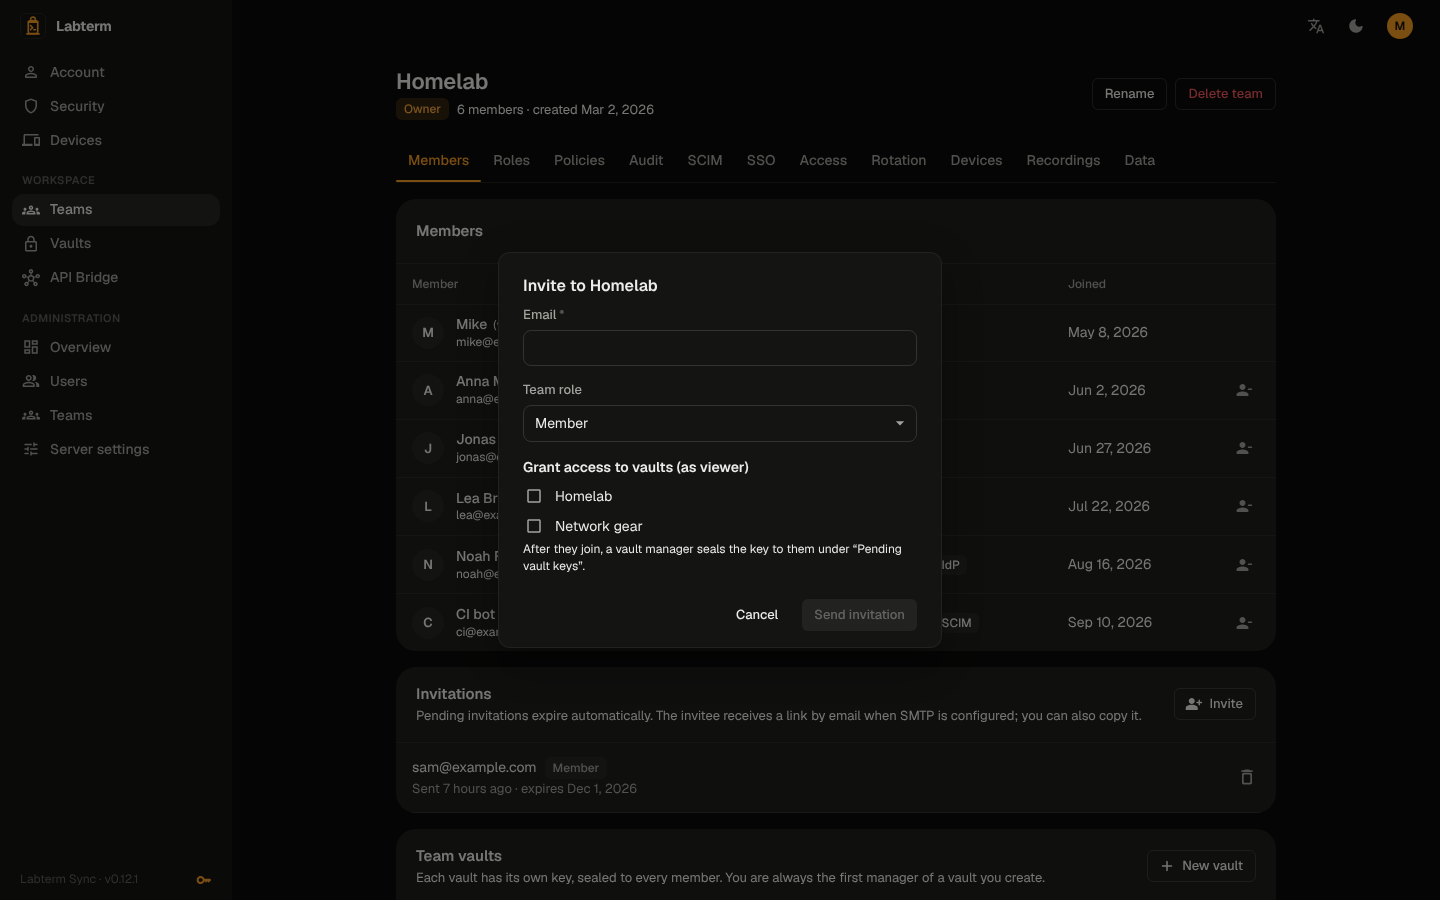 Labterm
M
Account
Security
Devices
WORKSPACE
Teams
Vaults
API Bridge
ADMINISTRATION
Overview
Users
Teams
Server settings
Labterm Sync · v0.12.1
Homelab
Owner 6 members · created Mar 2, 2026
Rename Delete team
Members Roles Policies Audit SCIM SSO Access Rotation Devices Recordings Data
Members
Member Joined
M Mike May 8, 2026
A Anna Jun 2, 2026
J Jonas Jun 27, 2026
L Lea Jul 22, 2026
N Noah IdP Aug 16, 2026
C CI bot SCIM Sep 10, 2026
Invite to Homelab
Email *
Team role
Member
Grant access to vaults (as viewer)
Homelab
Network gear
After they join, a vault manager seals the key to them under “Pending
vault keys”.
Cancel Send invitation
Invitations
Pending invitations expire automatically. The invitee receives a link by email when SMTP is configured; you can also copy it.
Invite
sam@example.com Member
Sent 7 hours ago · expires Dec 1, 2026
Team vaults
Each vault has its own key, sealed to every member. You are always the first manager of a vault you create.
New vault